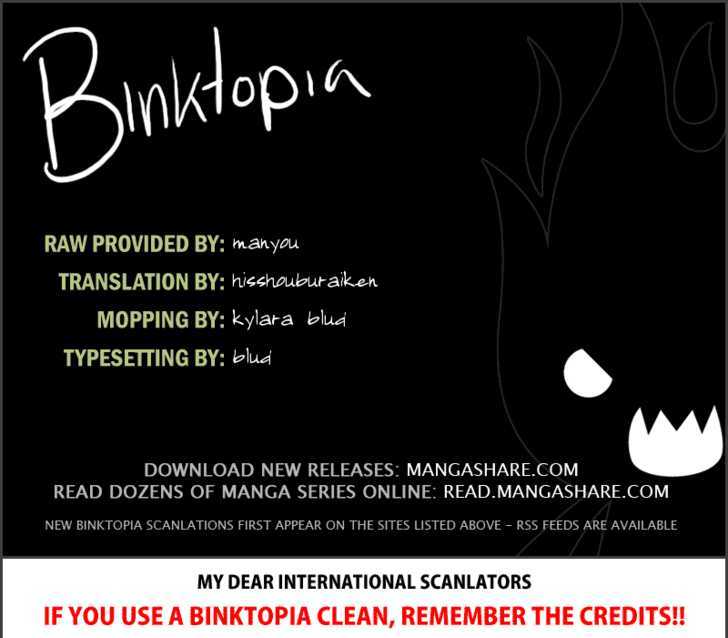 Binktopia
RAW PROVIDED BY: manyou
TRANSLATION BY: hisshouburaiken
MOPPING BY: kylara blud
TYPESETTING BY: blud
DOWNLOAD NEW RELEASES: MANGASHARE.COM
READ DOZENS OF MANGA SERIES ONLINE: READ.MANGASHARE.COM
NEW BINKTOPIA SCANLATIONS FIRST APPEAR ON THE SITES LISTED ABOVE – RSS FEEDS ARE AVAILABLE
MY DEAR INTERNATIONAL SCANLATORS
IF YOU USE A BINKTOPIA CLEAN, REMEMBER THE CREDITS!!